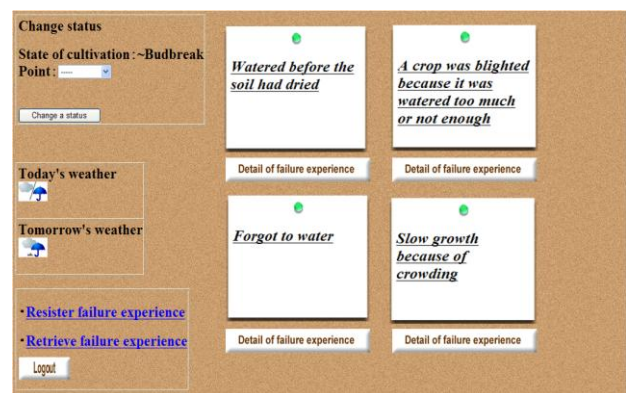 Change status
State of cultivation:~Budbreak
Point: -----
Change a status
Today's weather
Tomorrow's weather
・Resister failure experience
・Retrieve failure experience
Logout
Watered before the
soil had dried
Detail of failure experience
A crop was blighted
because it was
watered too much
or not enough
Detail of failure experience
Forgot to water
Detail of failure experience
Slow growth
because of
crowding
Detail of failure experience